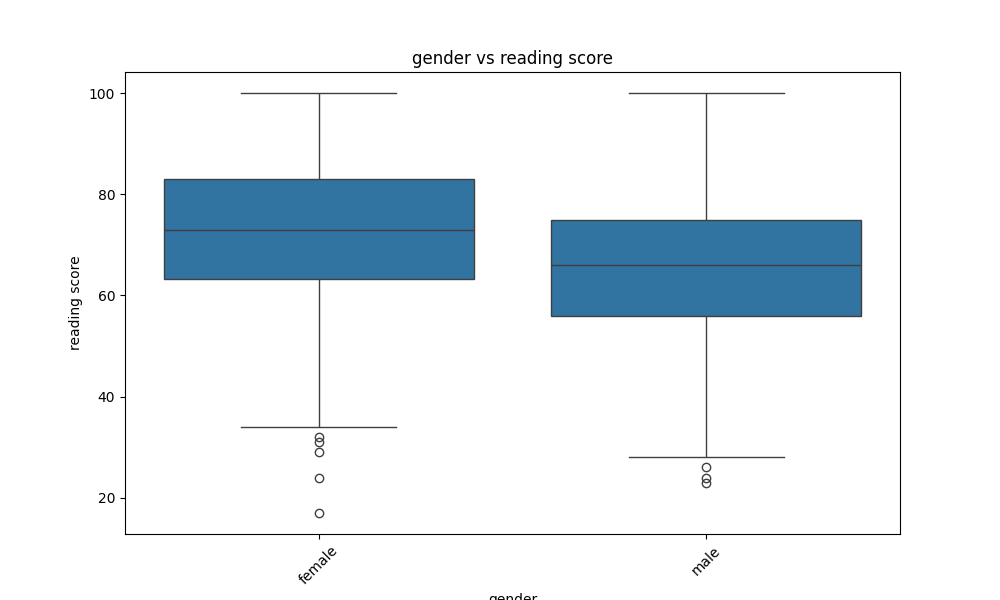 gender vs reading score
100
80
60
40
20
reading score
female
male
gender